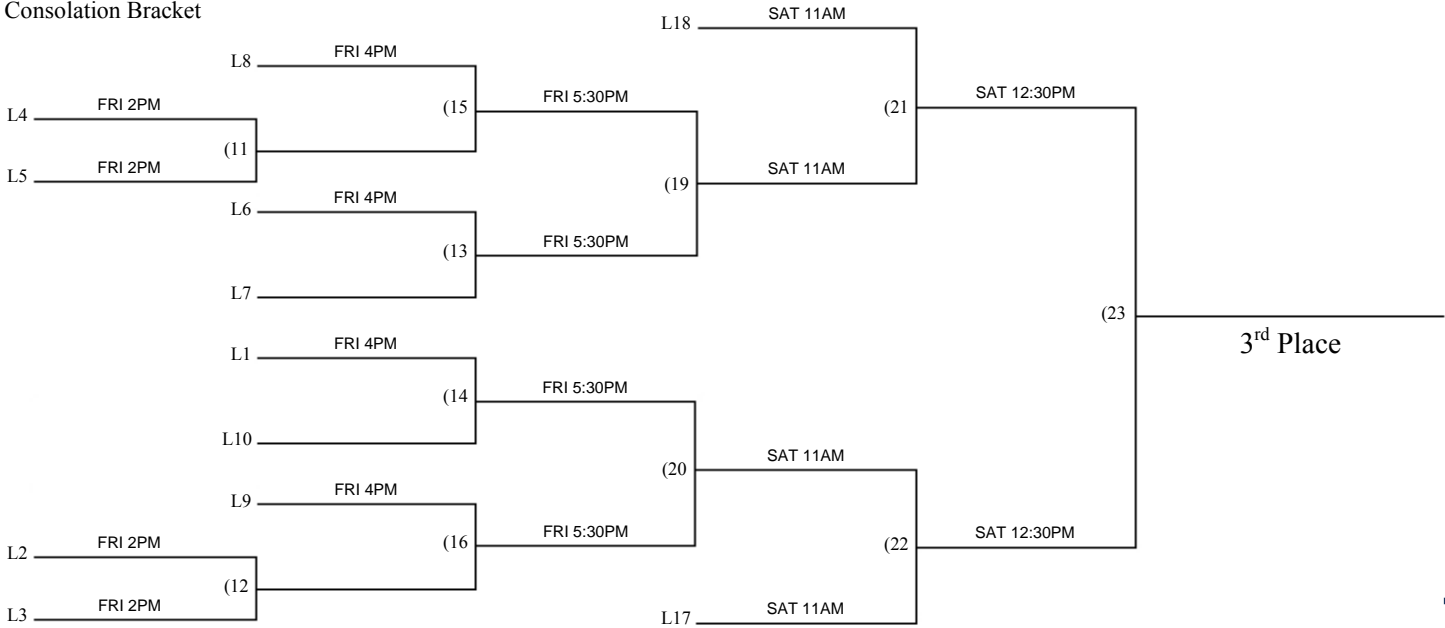 Consolation Bracket
SAT 11AM
L18
FRI 4PM
L8
FRI 5:30PM
SAT 12:30PM
FRI 2PM
L4
(15
(21
(11
FRI 2PM
SAT 11AM
L5
(19
FRI 4PM
L6
(13
FRI 5:30PM
L7
(23
3rd Place
FRI 4PM
L1
FRI 5:30PM
(14
L10
SAT 11AM
(20
FRI 4PM
L9
FRI 5:30PM
SAT 12:30PM
FRI 2PM
L2
(16
(22
(12
FRI 2PM
SAT 11AM
L3
L17